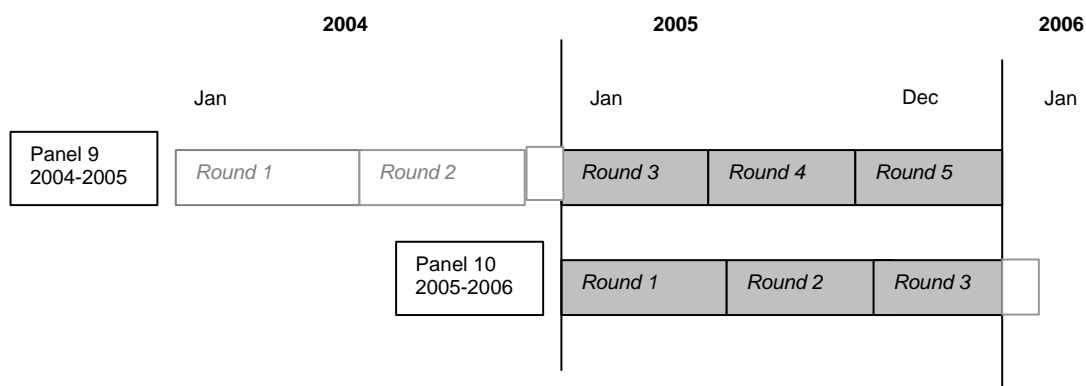 2004 2005 2006
Jan Jan Dec Jan
Panel 9
2004-2005
Round 1 Round 2 Round 3 Round 4 Round 5
Panel 10
2005-2006
Round 1 Round 2 Round 3